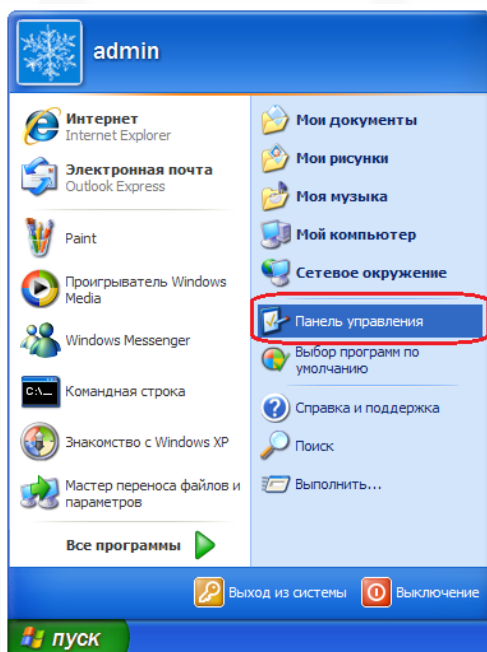 admin
Интернет
Internet Explorer
Электронная почта
Outlook Express
Paint
Проигрыватель Windows
Media
Windows Messenger
C:\_
Командная строка
Знакомство с Windows XP
Мастер переноса файлов и
параметров
Все программы
Мои документы
Мои рисунки
Моя музыка
Мой компьютер
Сетевое окружение
Панель управления
Выбор программ по
умолчанию
Справка и поддержка
Поиск
Выполнить...
Выход из системы
Выключение
пуск